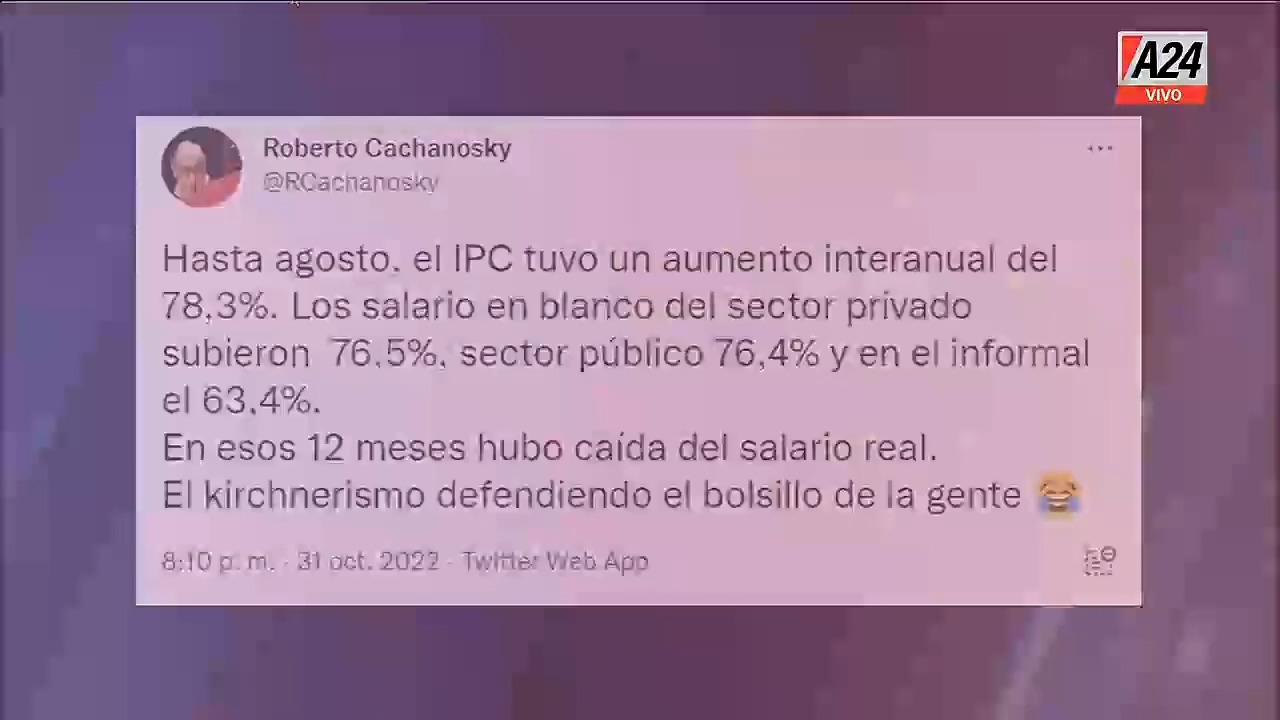 A24
VIVO
Roberto Cachanosky
@RCachanosky
Hasta agosto, el IPC tuvo un aumento interanual del
78,3%. Los salario en blanco del sector privado
subieron 76,5%, sector público 76,4% y en el informal
el 63,4%.
En esos 12 meses hubo caída del salario real.
El kirchnerismo defendiendo el bolsillo de la gente 😂
8:10 p. m. · 31 oct. 2022 · Twitter Web App